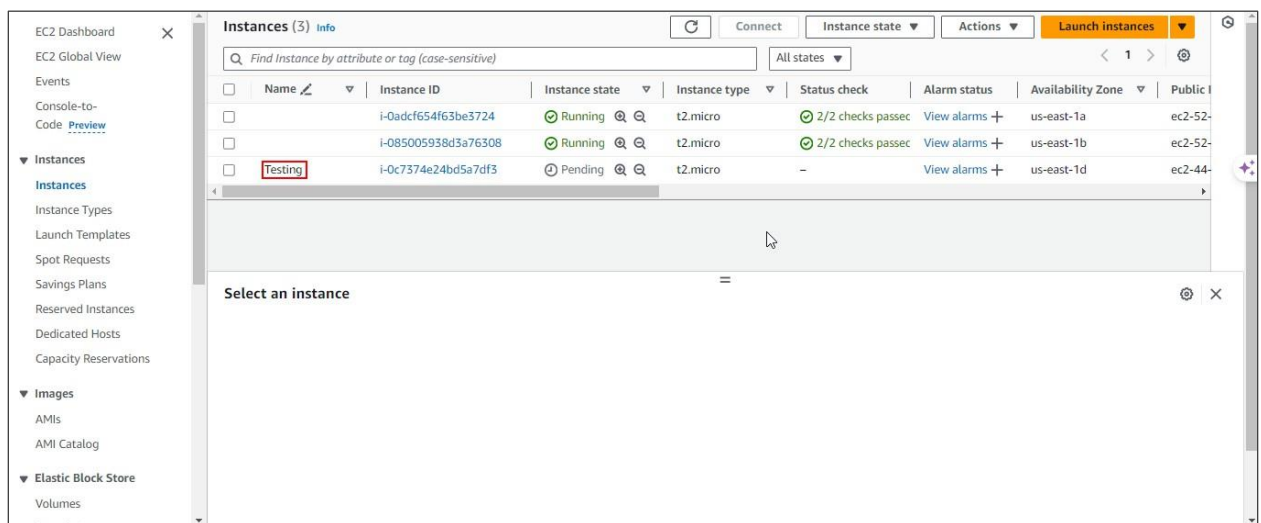 EC2 Dashboard
EC2 Global View
Events
Console-to-
Code Preview
Instances
Instances
Instance Types
Launch Templates
Spot Requests
Savings Plans
Reserved Instances
Dedicated Hosts
Capacity Reservations
Images
AMIs
AMI Catalog
Elastic Block Store
Volumes
Instances (3) Info
Connect Instance state Actions Launch instances
Find Instance by attribute or tag (case-sensitive) All states 1
Name Instance ID Instance state Instance type Status check Alarm status Availability Zone Public I
i-0adcf654f63be3724 Running t2.micro 2/2 checks passec View alarms + us-east-1a ec2-52-
i-085005938d3a76308 Running t2.micro 2/2 checks passec View alarms + us-east-1b ec2-52-
Testing i-0c7374e24bd5a7df3 Pending t2.micro – View alarms + us-east-1d ec2-44-
Select an instance